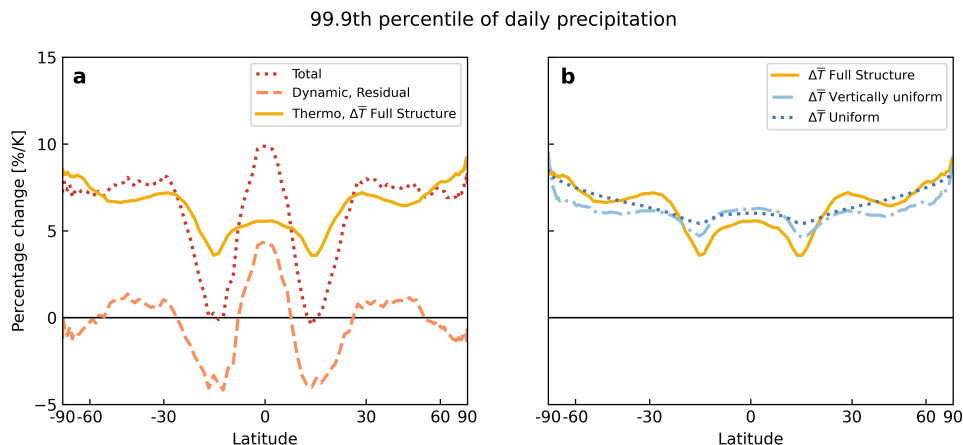 99.9th percentile of daily precipitation
Percentage change [%/K]
15
10
5
0
−5
a
Total
Dynamic, Residual
Thermo, ΔT̅ Full Structure
-90 -60 -30 0 30 60 90
Latitude
b
ΔT̅ Full Structure
ΔT̅ Vertically uniform
ΔT̅ Uniform
-90 -60 -30 0 30 60 90
Latitude